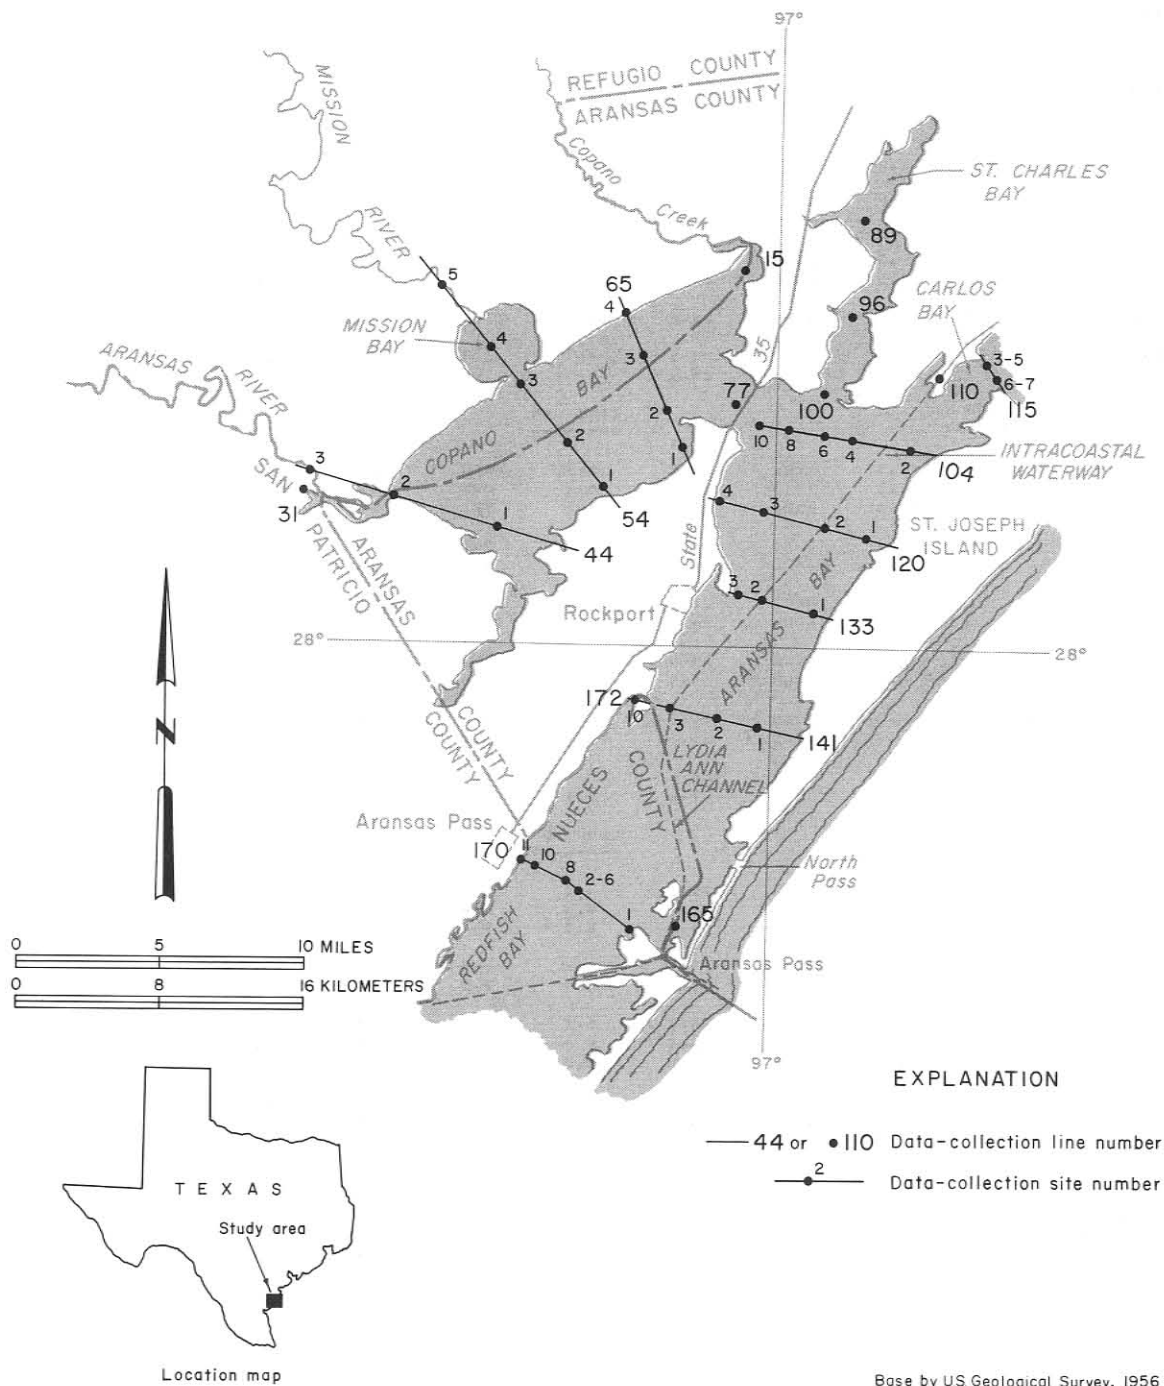 97°
REFUGIO COUNTY
ARANSAS COUNTY
MISSION
RIVER
Copano
Creek
ST. CHARLES
BAY
89
15
65
5
4
96
CARLOS
BAY
MISSION
BAY
4
3
3
BAY
35
3-5
6-7
110
115
77
100
ARANSAS
RIVER
COPANO
2
2
1
1
54
10
8
6
4
2
104
INTRACOASTAL
WATERWAY
3
SAN
31
2
1
44
PATRICIO
ARANSAS
COUNTY
COUNTY
State
4
3
2
1
120
ST. JOSEPH
ISLAND
BAY
Rockport
3
2
1
133
28°
28°
ARANSAS
172
10
3
2
1
141
LYDIA
ANN
CHANNEL
NUECES
COUNTY
Aransas Pass
170
11
10
8
2-6
1
165
North
Pass
REDFISH
BAY
Aransas Pass
97°
N
0 5 10 MILES
0 8 16 KILOMETERS
EXPLANATION
44 or 110 Data-collection line number
2 Data-collection site number
TEXAS
Study area
Location map
Base by US Geological Survey, 1956